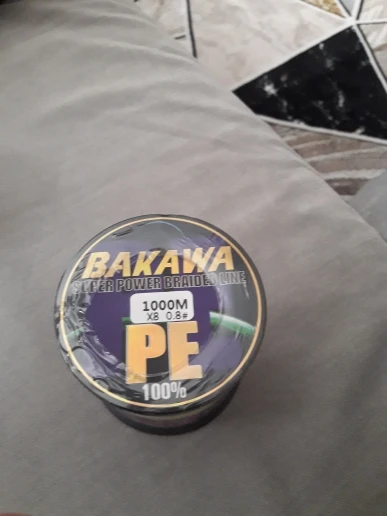 BAKAWA
SUPER POWER BRAIDED LINE
1000M
X8 0.8#
PE
100%